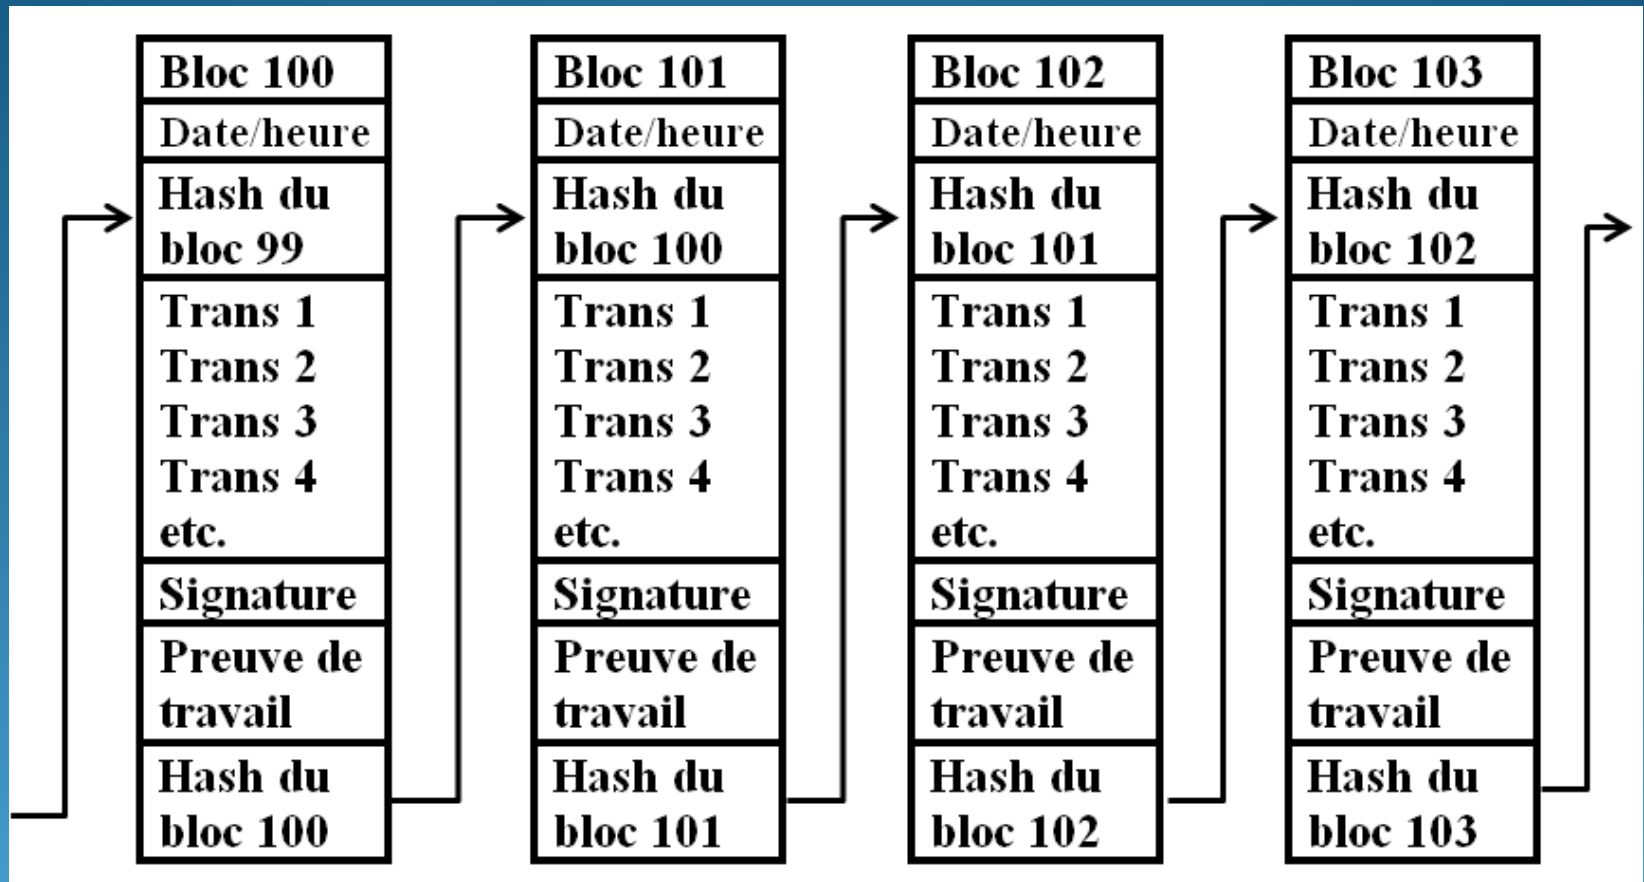 Bloc 100
Date/heure
Hash du
bloc 99
Trans 1
Trans 2
Trans 3
Trans 4
etc.
Signature
Preuve de
travail
Hash du
bloc 100
Bloc 101
Date/heure
Hash du
bloc 100
Trans 1
Trans 2
Trans 3
Trans 4
etc.
Signature
Preuve de
travail
Hash du
bloc 101
Bloc 102
Date/heure
Hash du
bloc 101
Trans 1
Trans 2
Trans 3
Trans 4
etc.
Signature
Preuve de
travail
Hash du
bloc 102
Bloc 103
Date/heure
Hash du
bloc 102
Trans 1
Trans 2
Trans 3
Trans 4
etc.
Signature
Preuve de
travail
Hash du
bloc 103